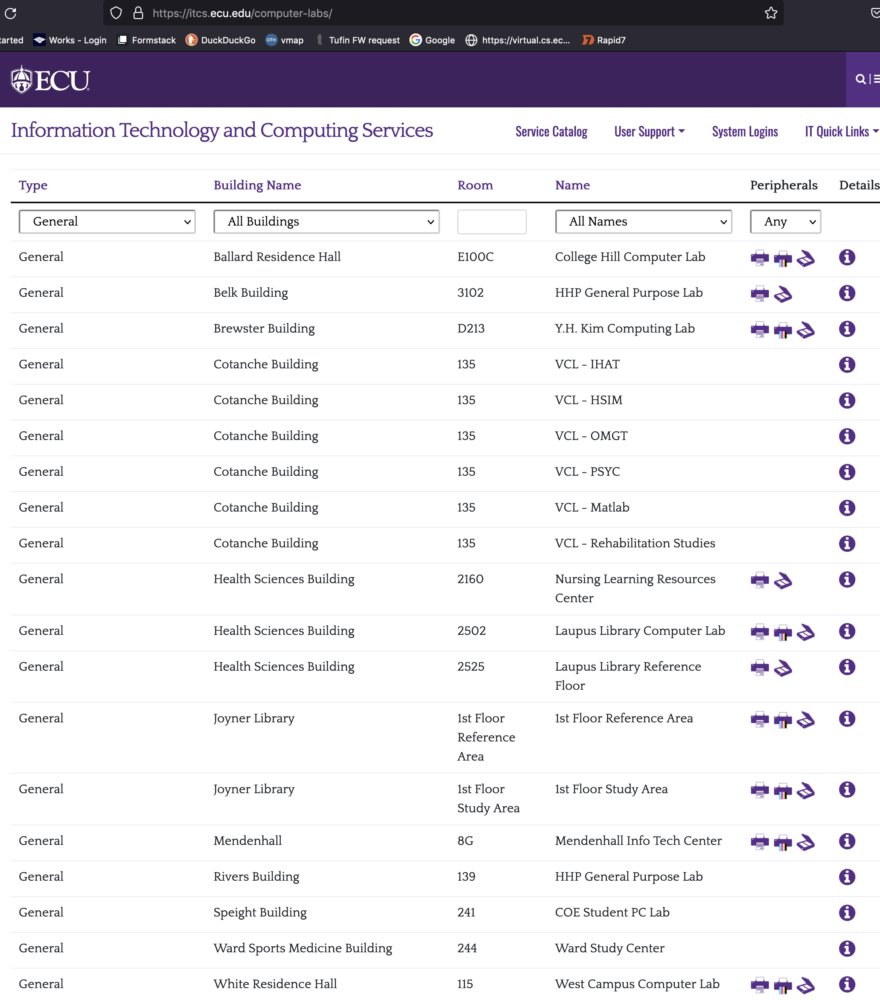 https://itcs.ecu.edu/computer-labs/
tarted Works - Login Formstack DuckDuckGo OTH vmap t Tufin FW request Google https://virtual.cs.ec... Rapid7
ECU
Information Technology and Computing Services Service Catalog User Support System Logins IT Quick Links
Type Building Name Room Name Peripherals Details
General All Buildings All Names Any
General Ballard Residence Hall E100C College Hill Computer Lab
General Belk Building 3102 HHP General Purpose Lab
General Brewster Building D213 Y.H. Kim Computing Lab
General Cotanche Building 135 VCL - IHAT
General Cotanche Building 135 VCL - HSIM
General Cotanche Building 135 VCL - OMGT
General Cotanche Building 135 VCL - PSYC
General Cotanche Building 135 VCL - Matlab
General Cotanche Building 135 VCL - Rehabilitation Studies
General Health Sciences Building 2160 Nursing Learning Resources
Center
General Health Sciences Building 2502 Laupus Library Computer Lab
General Health Sciences Building 2525 Laupus Library Reference
Floor
General Joyner Library 1st Floor 1st Floor Reference Area
Reference
Area
General Joyner Library 1st Floor 1st Floor Study Area
Study Area
General Mendenhall 8G Mendenhall Info Tech Center
General Rivers Building 139 HHP General Purpose Lab
General Speight Building 241 COE Student PC Lab
General Ward Sports Medicine Building 244 Ward Study Center
General White Residence Hall 115 West Campus Computer Lab